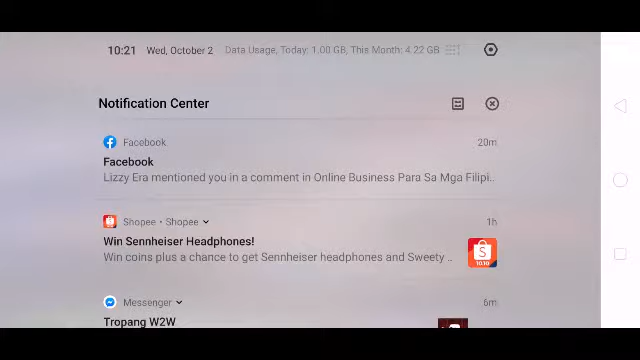 10:21 Wed, October 2 Data Usage, Today: 1.00 GB, This Month: 4.22 GB
Notification Center
Facebook 20m
Facebook
Lizzy Era mentioned you in a comment in Online Business Para Sa Mga Filipi..
Shopee • Shopee 1h
Win Sennheiser Headphones!
Win coins plus a chance to get Sennheiser headphones and Sweety ..
S
10.10
Messenger 6m
Tropang W2W